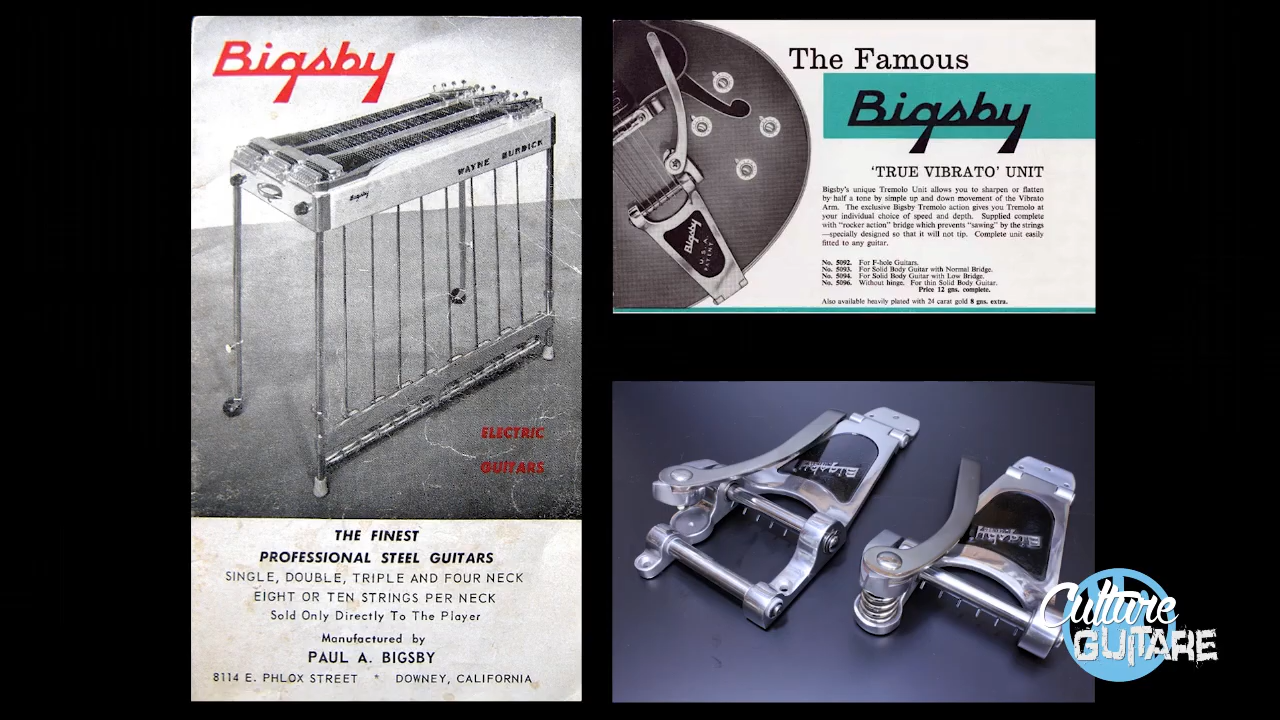 Bigsby
WAYNE BURDICK
Bigsby
ELECTRIC
GUITARS
THE FINEST
PROFESSIONAL STEEL GUITARS
SINGLE, DOUBLE, TRIPLE AND FOUR NECK
EIGHT OR TEN STRINGS PER NECK
Sold Only Directly To The Player
Manufactured by
PAUL A. BIGSBY
8114 E. PHLOX STREET * DOWNEY, CALIFORNIA
The Famous
Bigsby
‘TRUE VIBRATO’ UNIT
Bigsby's unique Tremolo Unit allows you to sharpen or flatten
by half a tone by simple up and down movement of the Vibrato
Arm. The exclusive Bigsby Tremolo action gives you Tremolo at
your individual choice of speed and depth. Supplied complete
with “rocker action” bridge which prevents “sawing” by the strings
—specially designed so that it will not tip. Complete unit easily
fitted to any guitar.
No. 5092. For F-hole Guitars.
No. 5093. For Solid Body Guitar with Normal Bridge.
No. 5094. For Solid Body Guitar with Low Bridge.
No. 5096. Without hinge. For thin Solid Body Guitar.
Price 12 gns. complete.
Also available heavily plated with 24 carat gold 8 gns. extra.
Bigsby
U.S.A.
PATENT
Bigsby
Bigsby
Culture
GUITARE